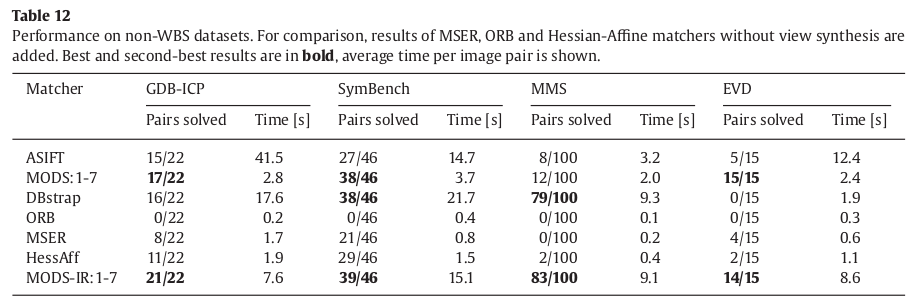 Table 12
Performance on non-WBS datasets. For comparison, results of MSER, ORB and Hessian-Affine matchers without view synthesis are
added. Best and second-best results are in bold, average time per image pair is shown.
Matcher GDB-ICP SymBench MMS EVD
Pairs solved Time [s] Pairs solved Time [s] Pairs solved Time [s] Pairs solved Time [s]
ASIFT 15/22 41.5 27/46 14.7 8/100 3.2 5/15 12.4
MODS:1-7 17/22 2.8 38/46 3.7 12/100 2.0 15/15 2.4
DBstrap 16/22 17.6 38/46 21.7 79/100 9.3 0/15 1.9
ORB 0/22 0.2 0/46 0.4 0/100 0.1 0/15 0.3
MSER 8/22 1.7 21/46 0.8 0/100 0.2 4/15 0.6
HessAff 11/22 1.9 29/46 1.5 2/100 0.4 2/15 1.1
MODS-IR:1-7 21/22 7.6 39/46 15.1 83/100 9.1 14/15 8.6